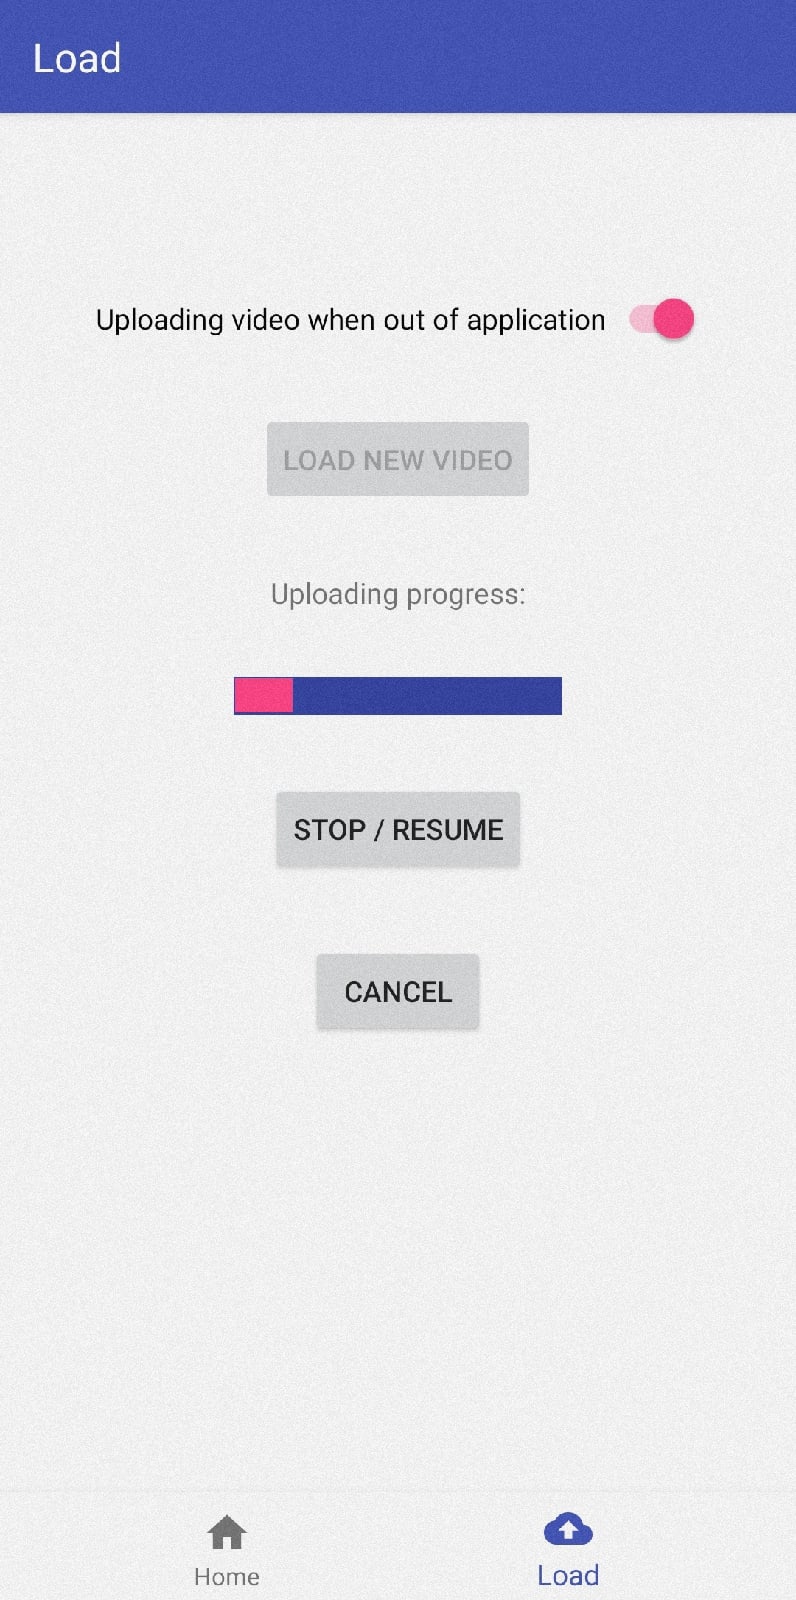 Load
Uploading video when out of application
LOAD NEW VIDEO
Uploading progress:
STOP / RESUME
CANCEL
Home
Load